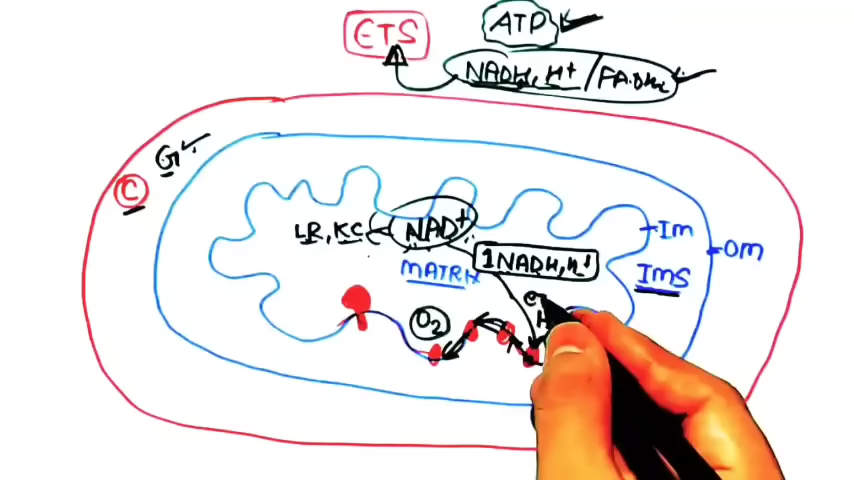 ETS
ATP
NADH, H+ / FADH2
G
C
LR, KC
NAD+
1NADH, H+
MATRIX
Im
OM
IMS
O2
e-
H